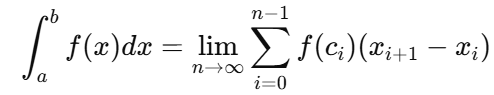 ∫_a^b f(x)dx = lim_{n→∞} ∑_{i=0}^{n−1} f(c_i)(x_{i+1} − x_i)